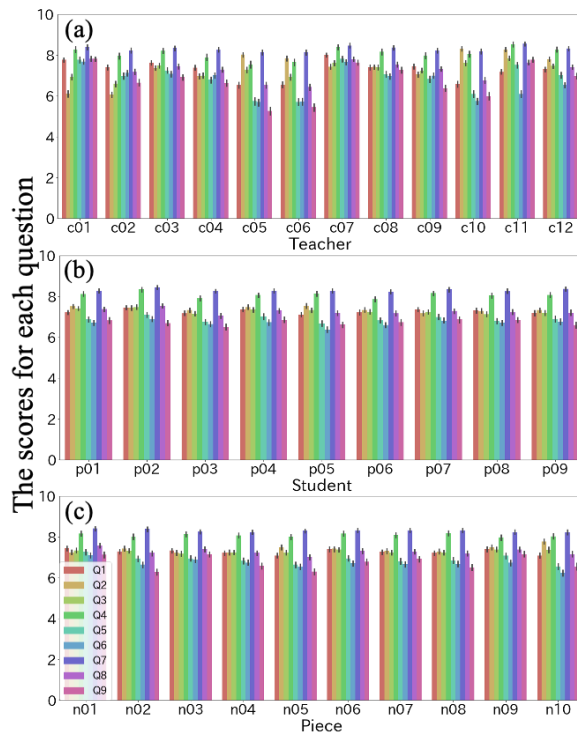 The scores for each question
(a)
10
8
6
4
2
0
c01 c02 c03 c04 c05 c06 c07 c08 c09 c10 c11 c12
Teacher
(b)
10
8
6
4
2
0
p01 p02 p03 p04 p05 p06 p07 p08 p09
Student
(c)
10
8
6
4
2
0
Q1
Q2
Q3
Q4
Q5
Q6
Q7
Q8
Q9
n01 n02 n03 n04 n05 n06 n07 n08 n09 n10
Piece